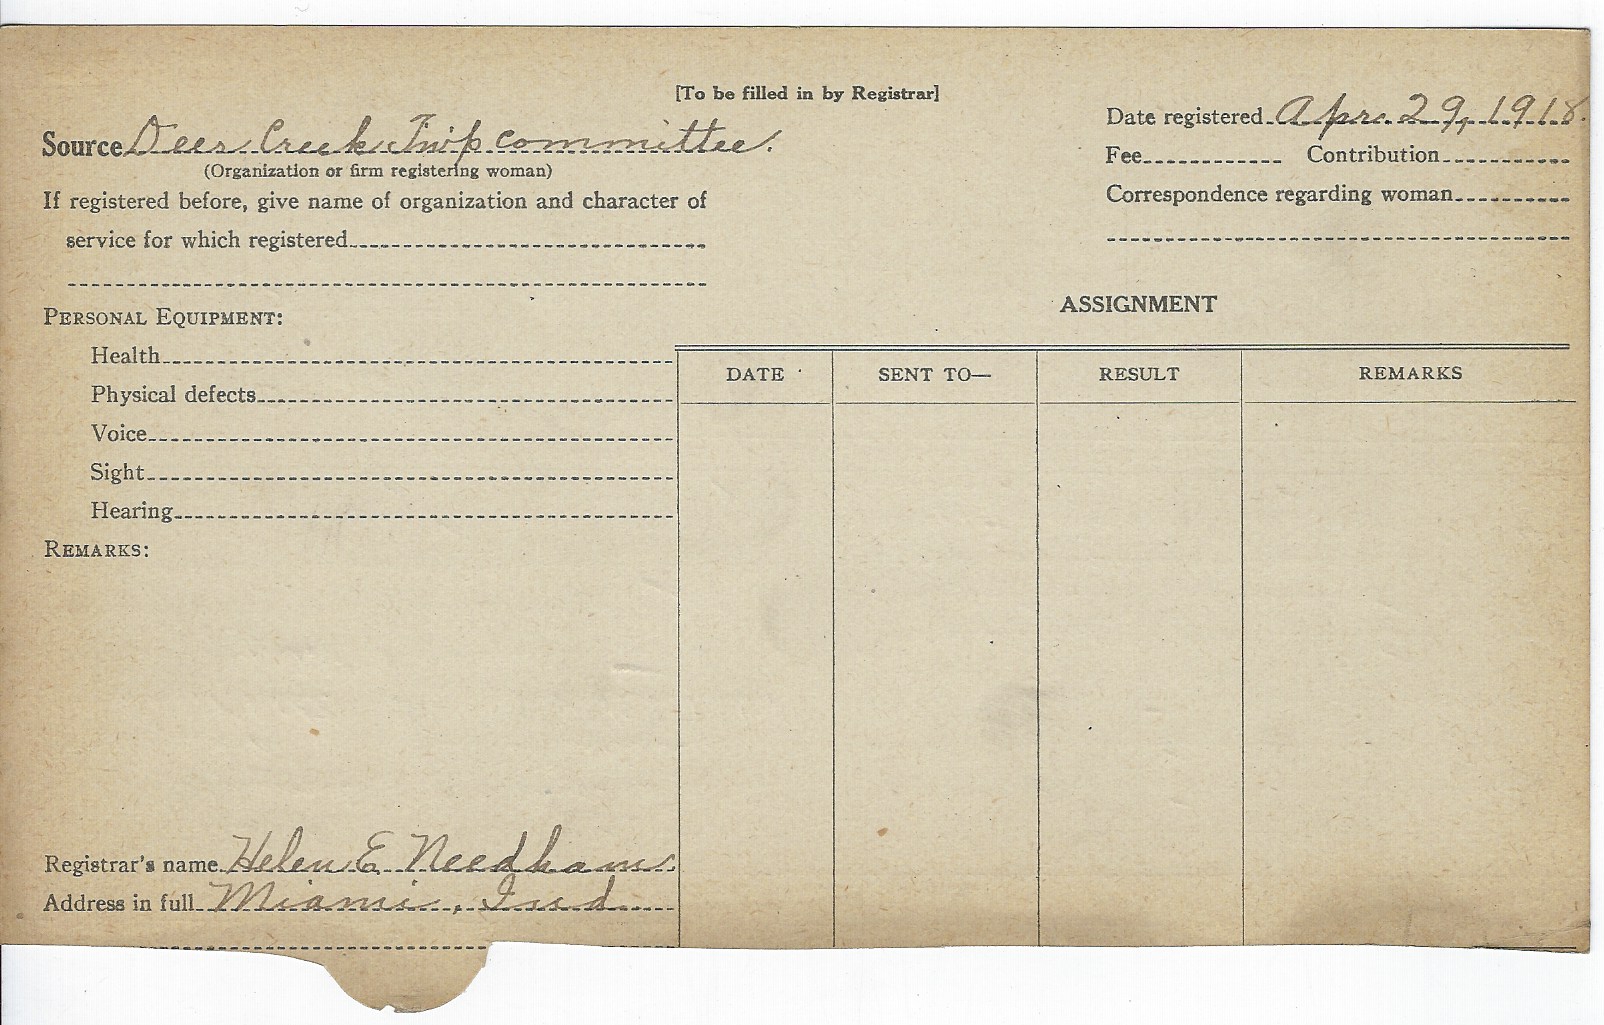 [To be filled in by Registrar]
Source Deer Creek Twp committee.
(Organization or firm registering woman)
If registered before, give name of organization and character of
service for which registered
Date registered Apr. 29, 1918.
Fee Contribution
Correspondence regarding woman
PERSONAL EQUIPMENT:
Health
Physical defects
Voice
Sight
Hearing
REMARKS:
ASSIGNMENT
DATE SENT TO— RESULT REMARKS
Registrar's name Helen E Needham
Address in full Miami, Ind